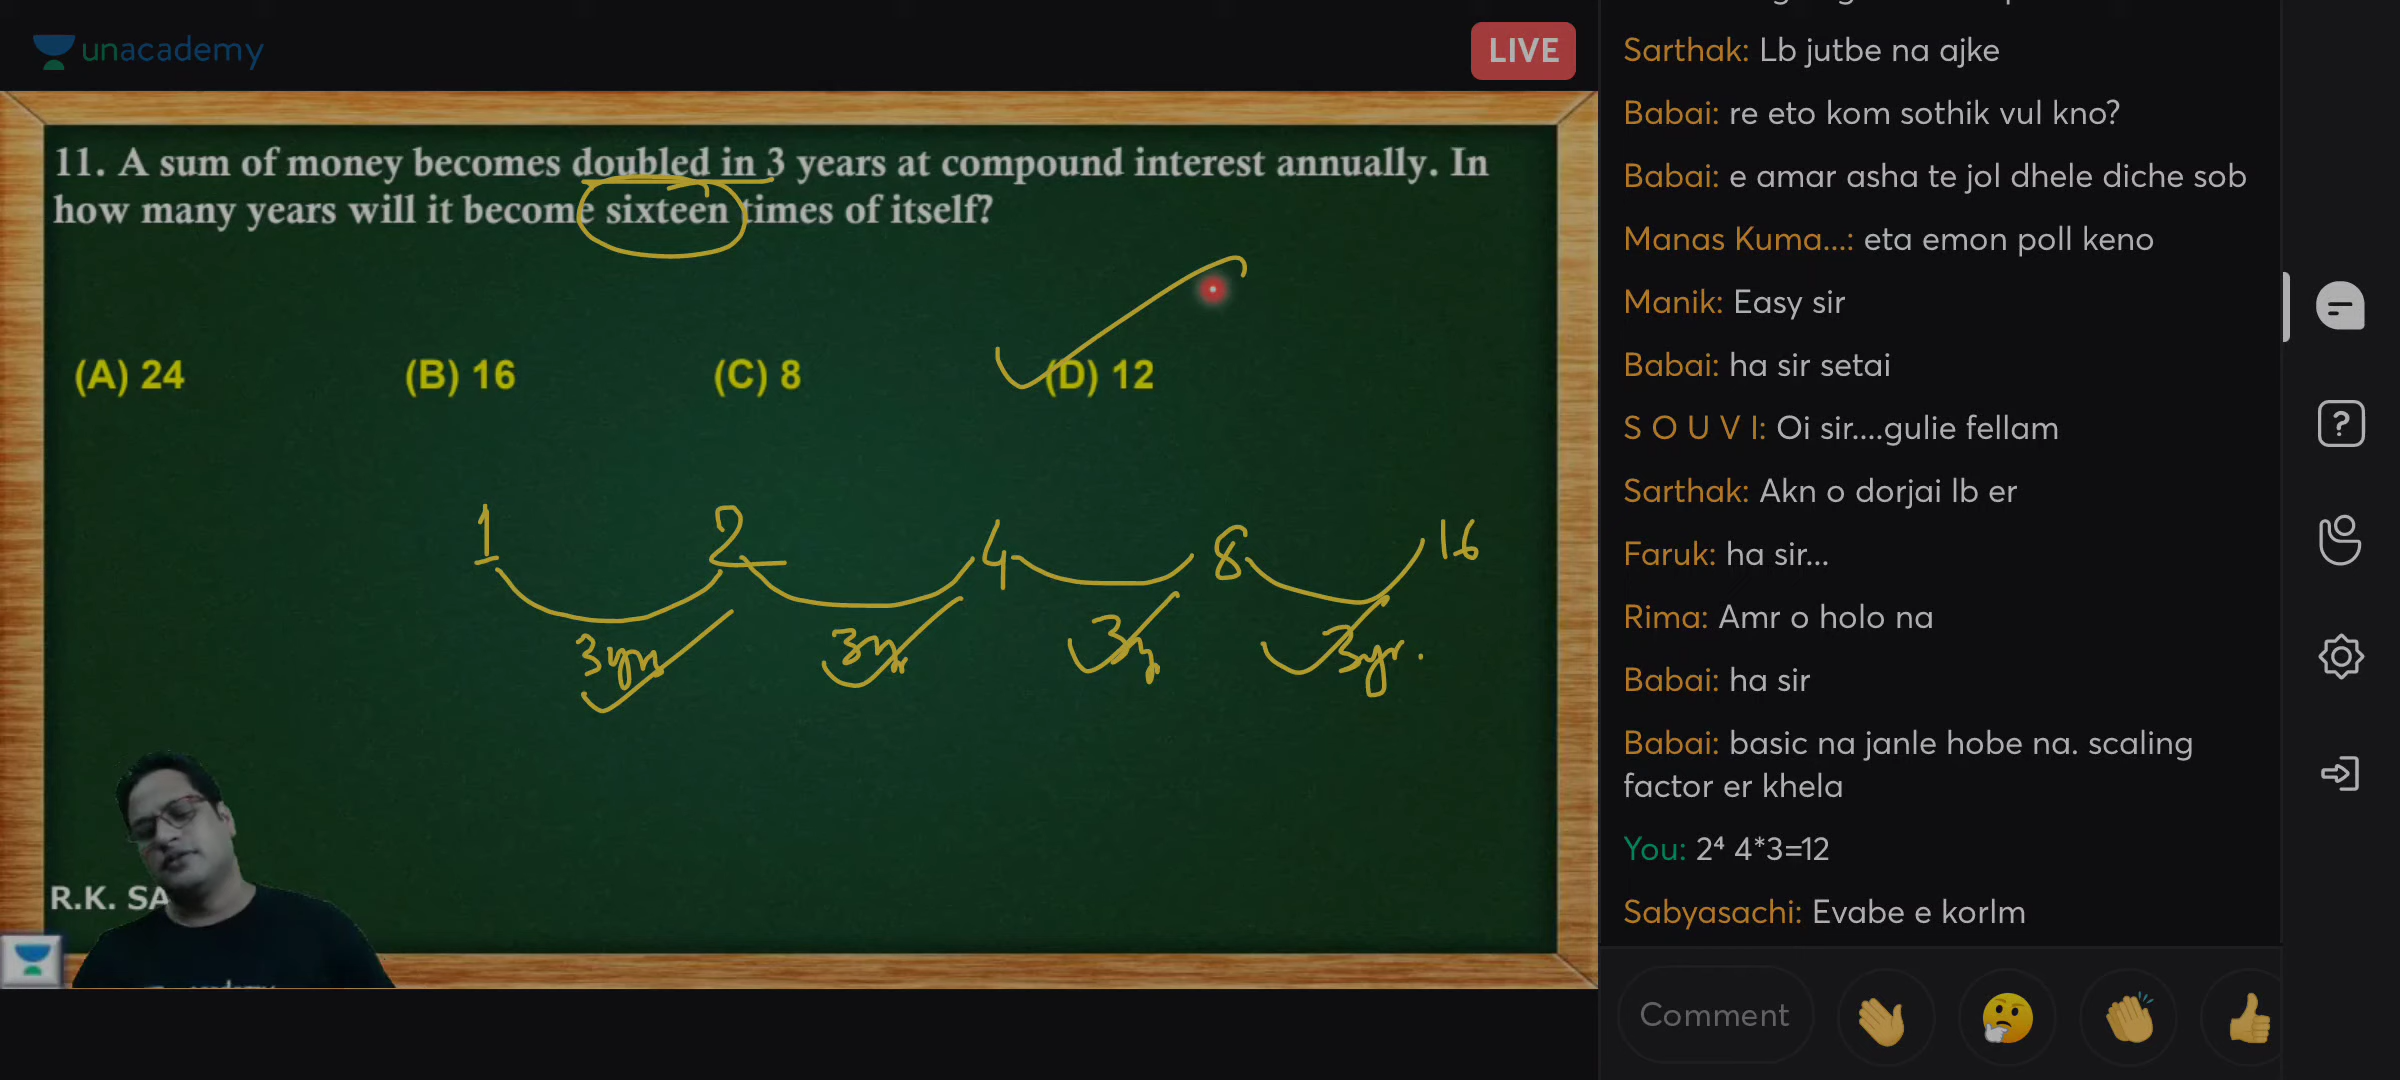 unacademy
LIVE
11. A sum of money becomes doubled in 3 years at compound interest annually. In
how many years will it become sixteen times of itself?
(A) 24 (B) 16 (C) 8 (D) 12
1 2 4 8 16
3yr 3yr 3y 3yr.
R.K. SA
Sarthak: Lb jutbe na ajke
Babai: re eto kom sothik vul kno?
Babai: e amar asha te jol dhele diche sob
Manas Kuma...: eta emon poll keno
Manik: Easy sir
Babai: ha sir setai
S O U V I: Oi sir....gulie fellam
Sarthak: Akn o dorjai lb er
Faruk: ha sir...
Rima: Amr o holo na
Babai: ha sir
Babai: basic na janle hobe na. scaling
factor er khela
You: 2⁴ 4*3=12
Sabyasachi: Evabe e korlm
Comment